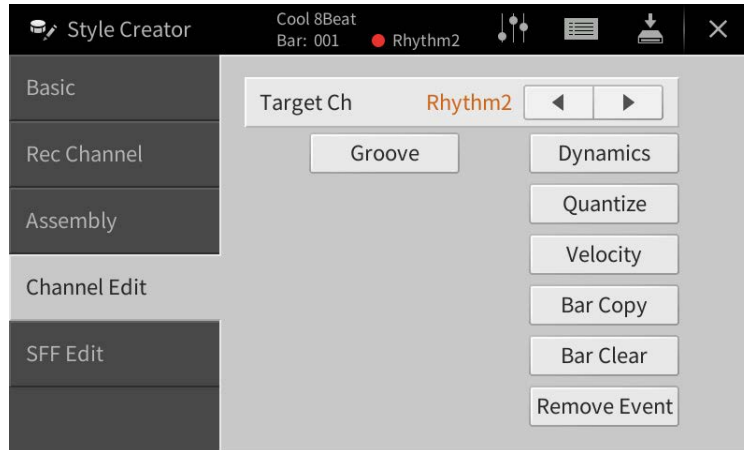 Style Creator
Cool 8Beat
Bar: 001
Rhythm2
Basic
Rec Channel
Assembly
Channel Edit
SFF Edit
Target Ch Rhythm2
Groove
Dynamics
Quantize
Velocity
Bar Copy
Bar Clear
Remove Event